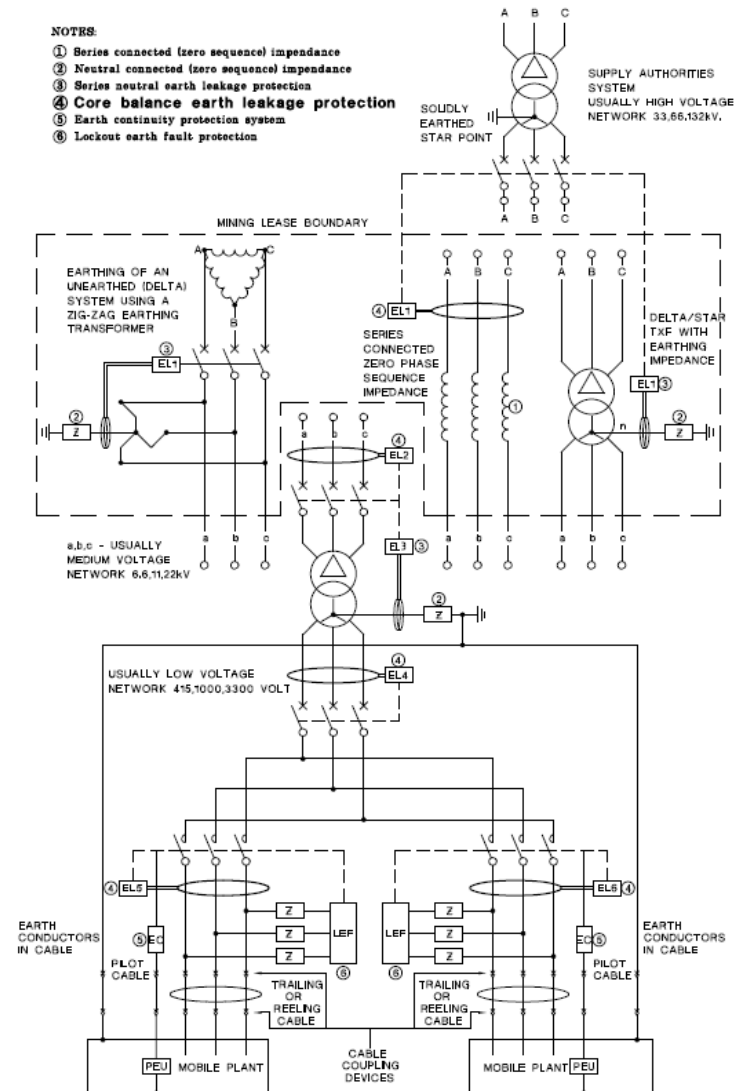 NOTES:
① Series connected (zero sequence) impendance
② Neutral connected (zero sequence) impedance
③ Series neutral earth leakage protection
④ Core balance earth leakage protection
⑤ Earth continuity protection system
⑥ Lockout earth fault protection
A B C
SUPPLY AUTHORITIES
SYSTEM
USUALLY HIGH VOLTAGE
NETWORK 33,66,132kV.
SOLIDLY
EARTHED
STAR POINT
A B C
MINING LEASE BOUNDARY
A C
B
EARTHING OF AN
UNEARTHED (DELTA)
SYSTEM USING A
ZIG-ZAG EARTHING
TRANSFORMER
③
EL1
②
Z
④ EL1
A B C
SERIES
CONNECTED
ZERO PHASE
SEQUENCE
IMPEDANCE
①
A B C
DELTA/STAR
TXF WITH
EARTHING
IMPEDANCE
EL1 ③
n
②
Z
a b c
④
EL2
a b c
a b c
a b c
a,b,c - USUALLY
MEDIUM VOLTAGE
NETWORK 6.6,11,22kV
EL3 ③
②
Z
USUALLY LOW VOLTAGE
NETWORK 415,1000,3300 VOLT
④
EL4
④ EL5
EL6 ④
Z
Z
Z
LEF
⑥
LEF
⑥
Z
Z
Z
EARTH
CONDUCTORS
IN CABLE
⑤ EC
PILOT
CABLE
TRAILING
OR
REELING
CABLE
TRAILING
OR
REELING
CABLE
EC ⑤
PILOT
CABLE
EARTH
CONDUCTORS
IN CABLE
CABLE
COUPLING
DEVICES
PEU MOBILE PLANT
MOBILE PLANT PEU